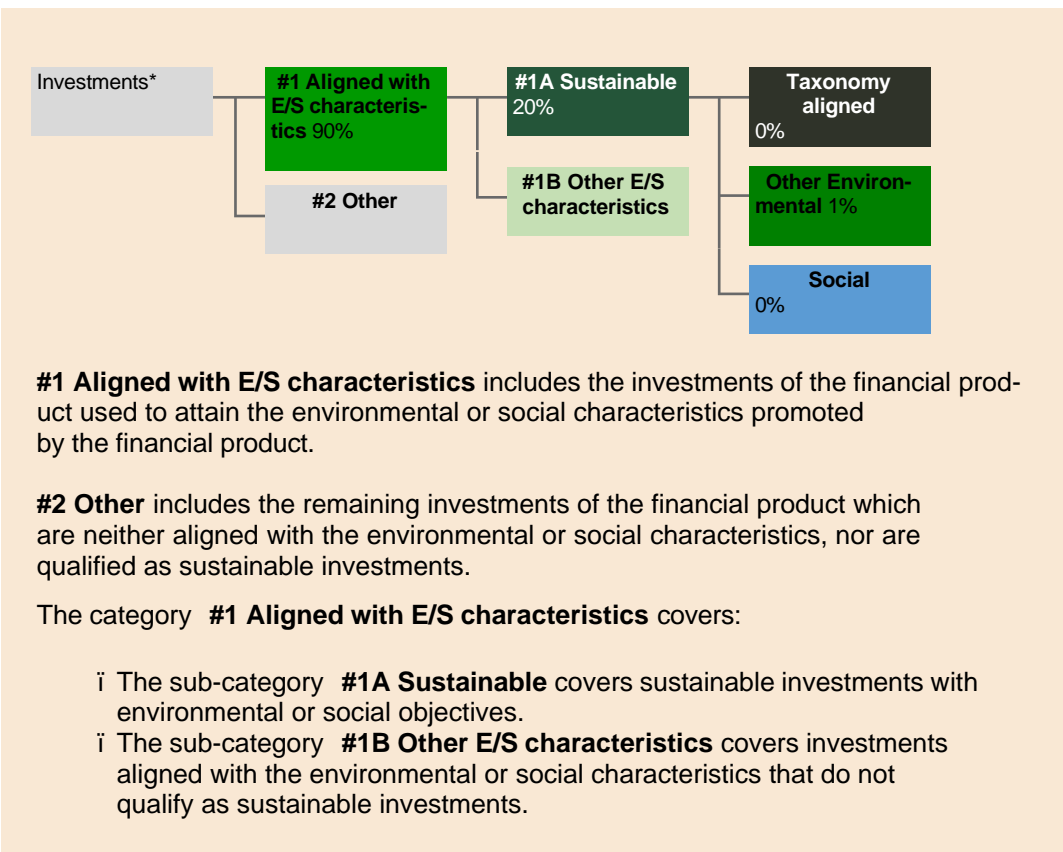 Investments*
#1 Aligned with
E/S characteris-
tics 90%
#2 Other
#1A Sustainable
20%
#1B Other E/S
characteristics
Taxonomy
aligned
0%
Other Environ-
mental 1%
Social
0%
#1 Aligned with E/S characteristics includes the investments of the financial prod-
uct used to attain the environmental or social characteristics promoted
by the financial product.
#2 Other includes the remaining investments of the financial product which
are neither aligned with the environmental or social characteristics, nor are
qualified as sustainable investments.
The category #1 Aligned with E/S characteristics covers:
ï The sub-category #1A Sustainable covers sustainable investments with
environmental or social objectives.
ï The sub-category #1B Other E/S characteristics covers investments
aligned with the environmental or social characteristics that do not
qualify as sustainable investments.